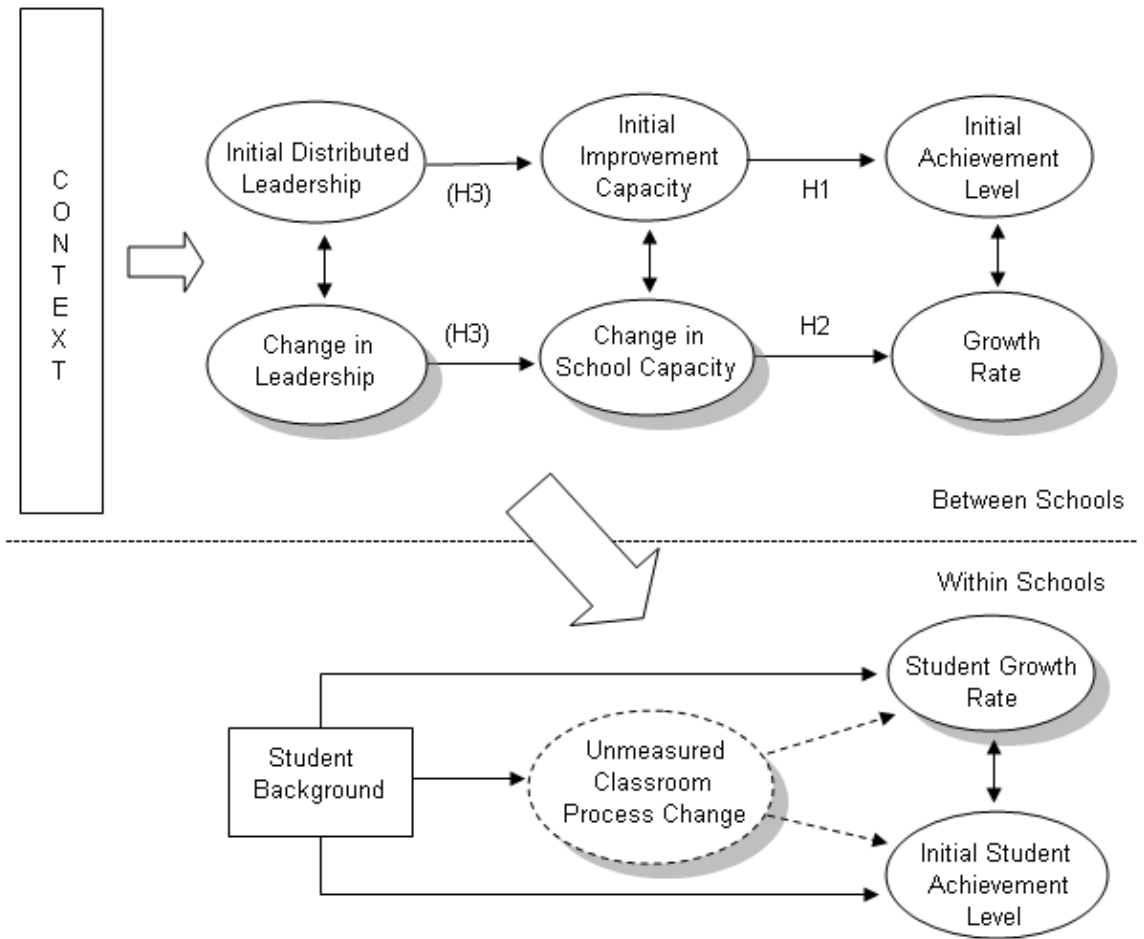 CONTEXT
Initial Distributed
Leadership
(H3)
Initial
Improvement
Capacity
H1
Initial
Achievement
Level
Change in
Leadership
(H3)
Change in
School Capacity
H2
Growth
Rate
Between Schools
Within Schools
Student Growth
Rate
Student
Background
Unmeasured
Classroom
Process Change
Initial Student
Achievement
Level